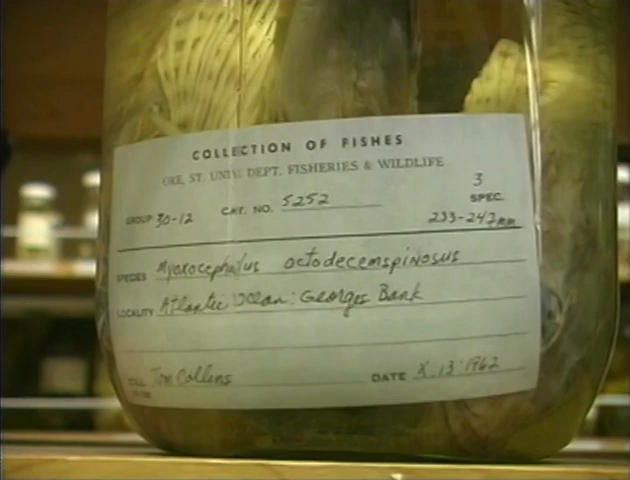 COLLECTION OF FISHES
ORE. ST. UNIV. DEPT. FISHERIES & WILDLIFE
3
GROUP 30-12 CAT. NO. 5252 SPEC.
233-247mm
SPECIES Myoxocephalus octodecemspinosus
LOCALITY Atlantic Ocean: Georges Bank
COLL. Tom Collins DATE X. 13. 1962